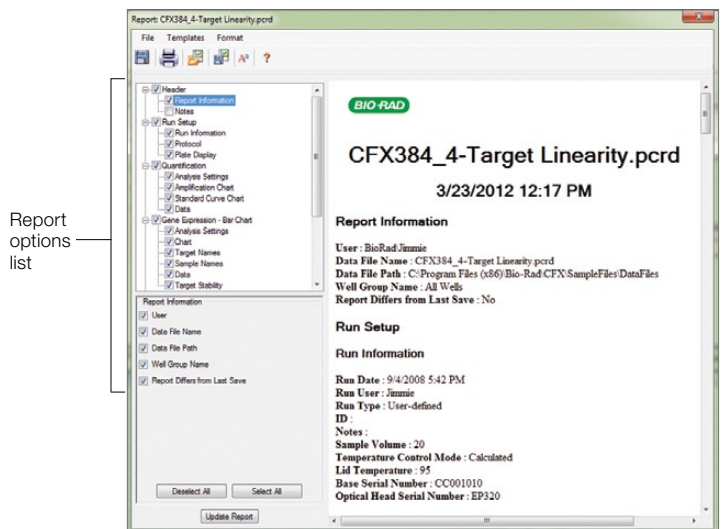 Report: CFX384_4-Target Linearity.pcrd
File Templates Format
Aa ?
Report
options
list
Header
Report Information
Notes
Run Setup
Run Information
Protocol
Plate Display
Quantification
Analysis Settings
Amplification Chart
Standard Curve Chart
Data
Gene Expression - Bar Chart
Analysis Settings
Chart
Target Names
Sample Names
Data
Target Stability
Report Information
User
Data File Name
Data File Path
Well Group Name
Report Differs from Last Save
Deselect All Select All
Update Report
BIO-RAD
CFX384_4-Target Linearity.pcrd
3/23/2012 12:17 PM
Report Information
User : BioRad\Jimmie
Data File Name : CFX384_4-Target Linearity.pcrd
Data File Path : C:\Program Files (x86)\Bio-Rad\CFX\SampleFiles\DataFiles
Well Group Name : All Wells
Report Differs from Last Save : No
Run Setup
Run Information
Run Date : 9/4/2008 5:42 PM
Run User : Jimmie
Run Type : User-defined
ID :
Notes :
Sample Volume : 20
Temperature Control Mode : Calculated
Lid Temperature : 95
Base Serial Number : CC001010
Optical Head Serial Number : EP320